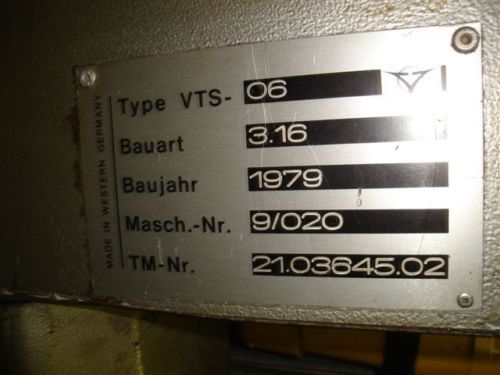 MADE IN WESTERN GERMANY
Type VTS- 06
Bauart 3.16
Baujahr 1979
Masch.-Nr. 9/020
TM-Nr. 21.03645.02